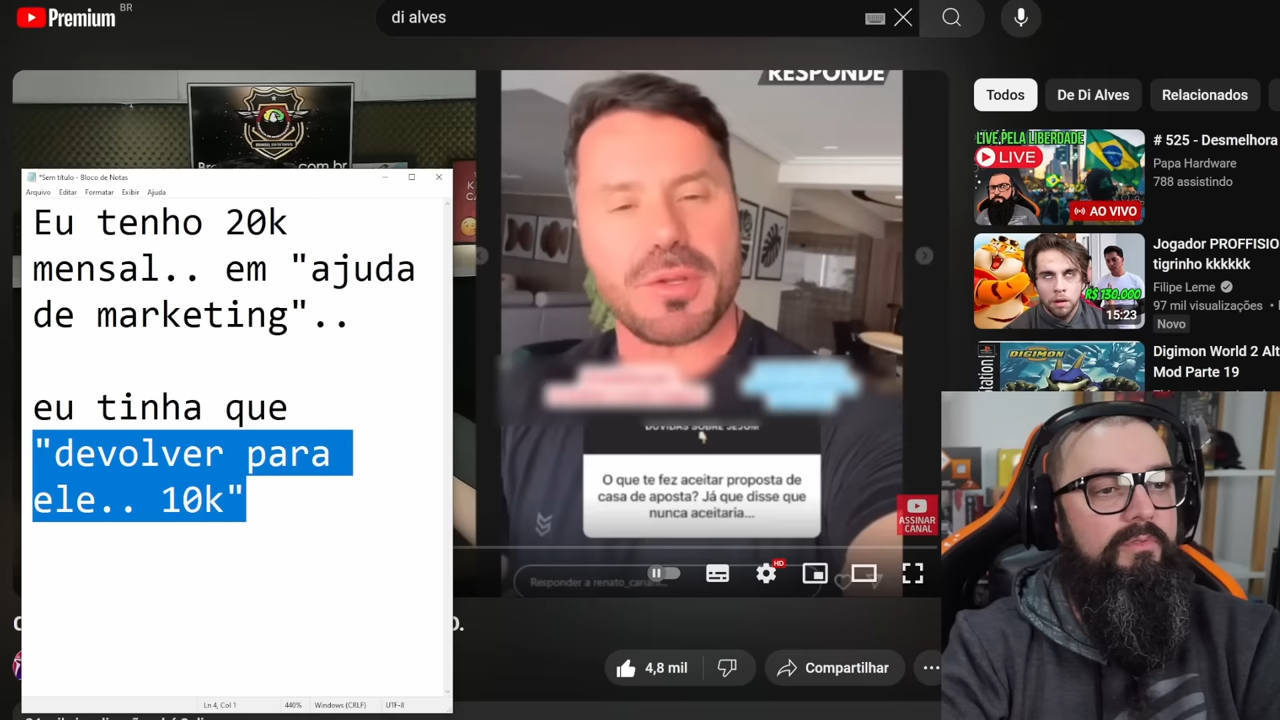 Premium BR
di alves
RESPONDE
Todos
De Di Alves
Relacionados
LIVE PELA LIBERDADE
LIVE
AO VIVO
# 525 - Desmelhora
Papa Hardware
788 assistindo
*Sem título - Bloco de Notas
Arquivo Editar Formatar Exibir Ajuda
Eu tenho 20k
mensal.. em "ajuda
de marketing"..
eu tinha que
"devolver para
ele.. 10k"
Ln 4, Col 1
440%
Windows (CRLF)
UTF-8
R$ 130.000
15:23
Jogador PROFFISIO
tigrinho kkkkkk
Filipe Leme
97 mil visualizações
Novo
DIGIMON
Digimon World 2 Alt
Mod Parte 19
DÚVIDAS SOBRE JEJUM
O que te fez aceitar proposta de
casa de aposta? Já que disse que
nunca aceitaria...
ASSINAR
CANAL
HD
Responder a renato_cariani...
4,8 mil
Compartilhar